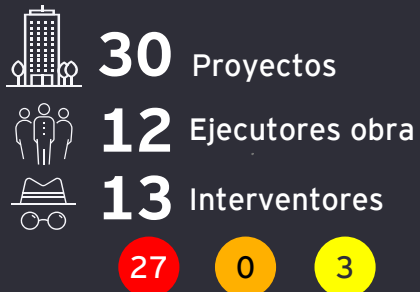 30 Proyectos
12 Ejecutores obra
13 Interventores
27 0 3